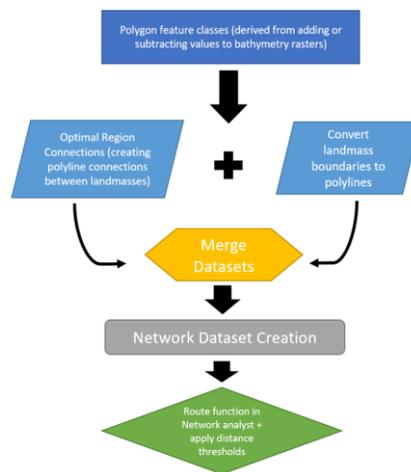 Polygon feature classes (derived from adding or
subtracting values to bathymetry rasters)
Optimal Region
Connections (creating
polyline connections
between landmasses)
Convert
landmass
boundaries to
polylines
Merge
Datasets
Network Dataset Creation
Route function in
Network analyst +
apply distance
thresholds